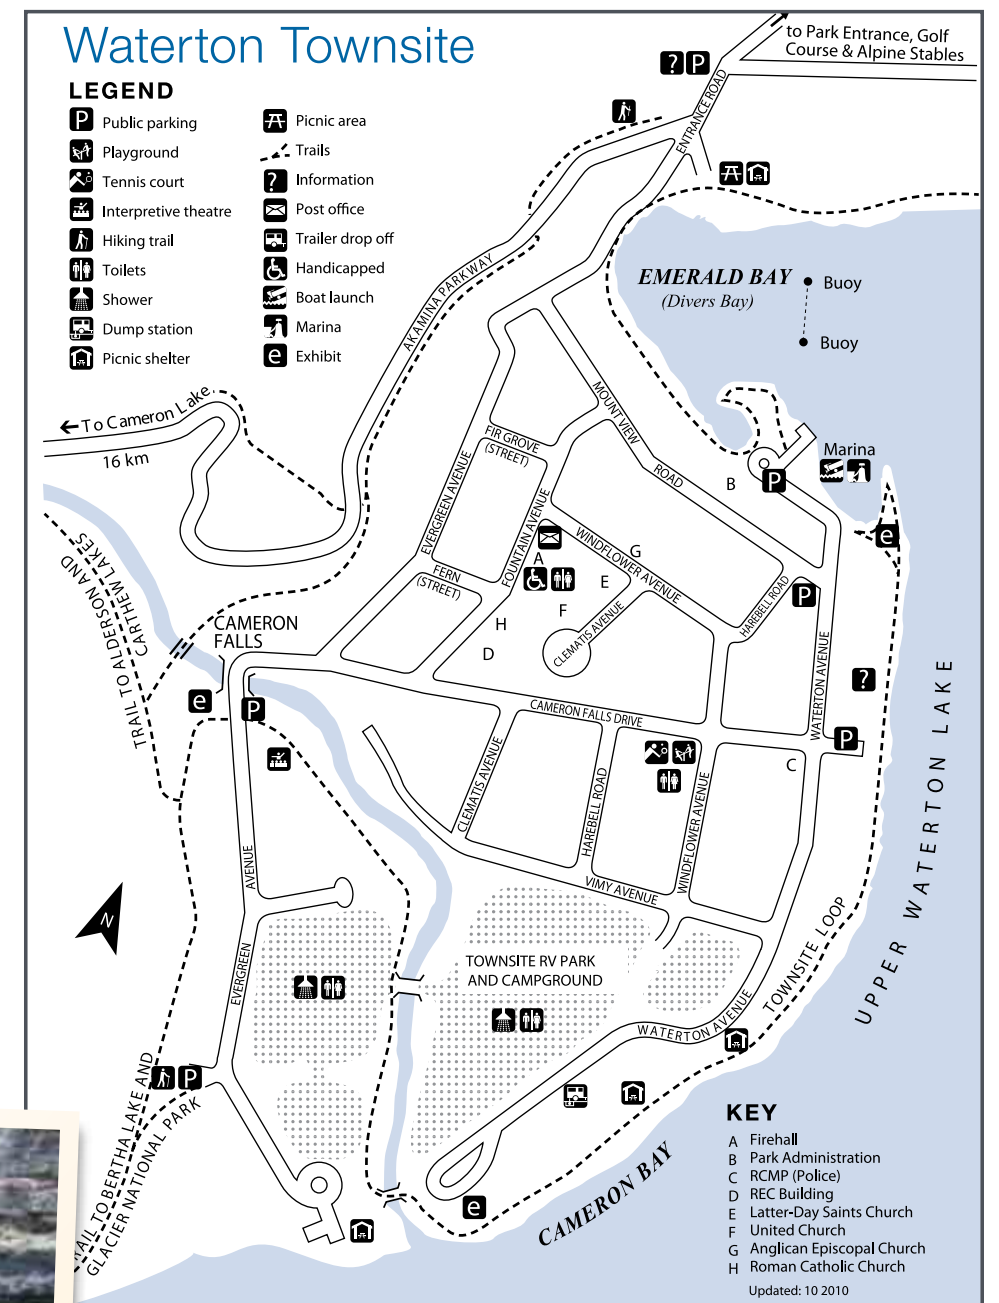 Waterton Townsite
LEGEND
P Public parking
Playground
Tennis court
Interpretive theatre
Hiking trail
Toilets
Shower
Dump station
Picnic shelter
Picnic area
Trails
? Information
Post office
Trailer drop off
Handicapped
Boat launch
Marina
e Exhibit
to Park Entrance, Golf
Course & Alpine Stables
? P
ENTRANCE ROAD
EMERALD BAY
(Divers Bay)
Buoy
Buoy
AKAMINA PARKWAY
To Cameron Lake
16 km
MOUNT VIEW
ROAD
FIR GROVE
(STREET)
EVERGREEN AVENUE
FOUNTAIN AVENUE
FERN
(STREET)
WINDFLOWER AVENUE
CLEMATIS AVENUE
HAREBELL ROAD
Marina
P
B
e
A
G
E
F
H
D
P
WATERTON AVENUE
?
P
C
TRAIL TO ALDERSON AND
CARTHEW LAKES
CAMERON
FALLS
e
P
CAMERON FALLS DRIVE
CLEMATIS AVENUE
HAREBELL ROAD
WINDFLOWER AVENUE
VIMY AVENUE
UPPER WATERTON LAKE
N
EVERGREEN
AVENUE
TOWNSITE RV PARK
AND CAMPGROUND
WATERTON AVENUE
TOWNSITE LOOP
P
RAIL TO BERTHA LAKE AND
GLACIER NATIONAL PARK
e
CAMERON BAY
KEY
A Firehall
B Park Administration
C RCMP (Police)
D REC Building
E Latter-Day Saints Church
F United Church
G Anglican Episcopal Church
H Roman Catholic Church
Updated: 10 2010